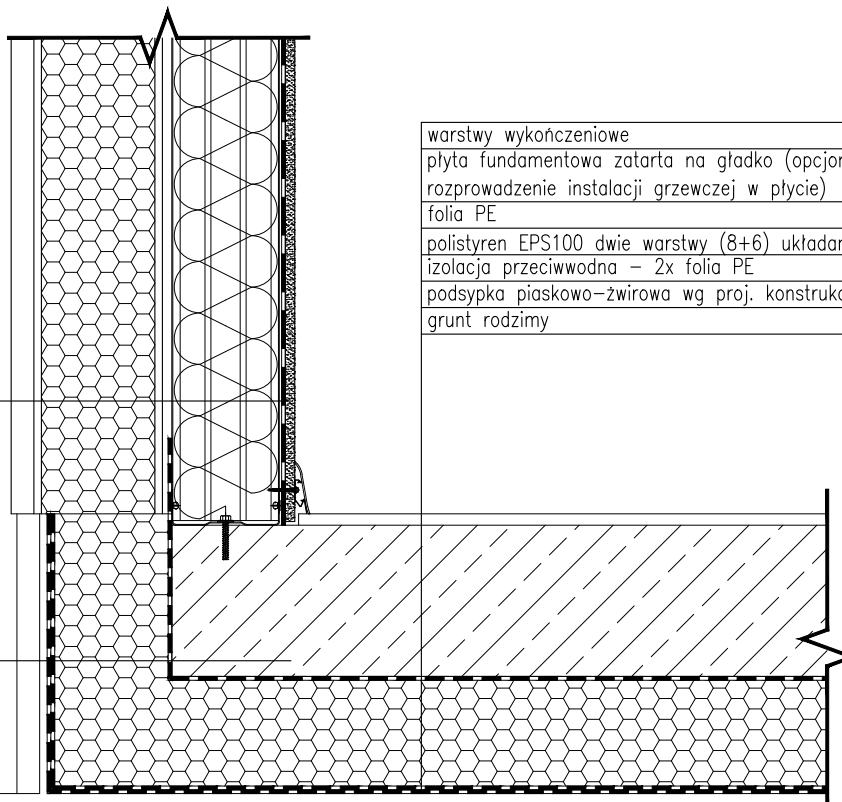 warstwy wykończeniowe
płyta fundamentowa zatarta na gładko (opcjon
rozprowadzenie instalacji grzewczej w płycie)
folia PE
polistyren EPS100 dwie warstwy (8+6) układan
izolacja przeciwwodna – 2x folia PE
podsypka piaskowo-żwirowa wg proj. konstrukc
grunt rodzimy